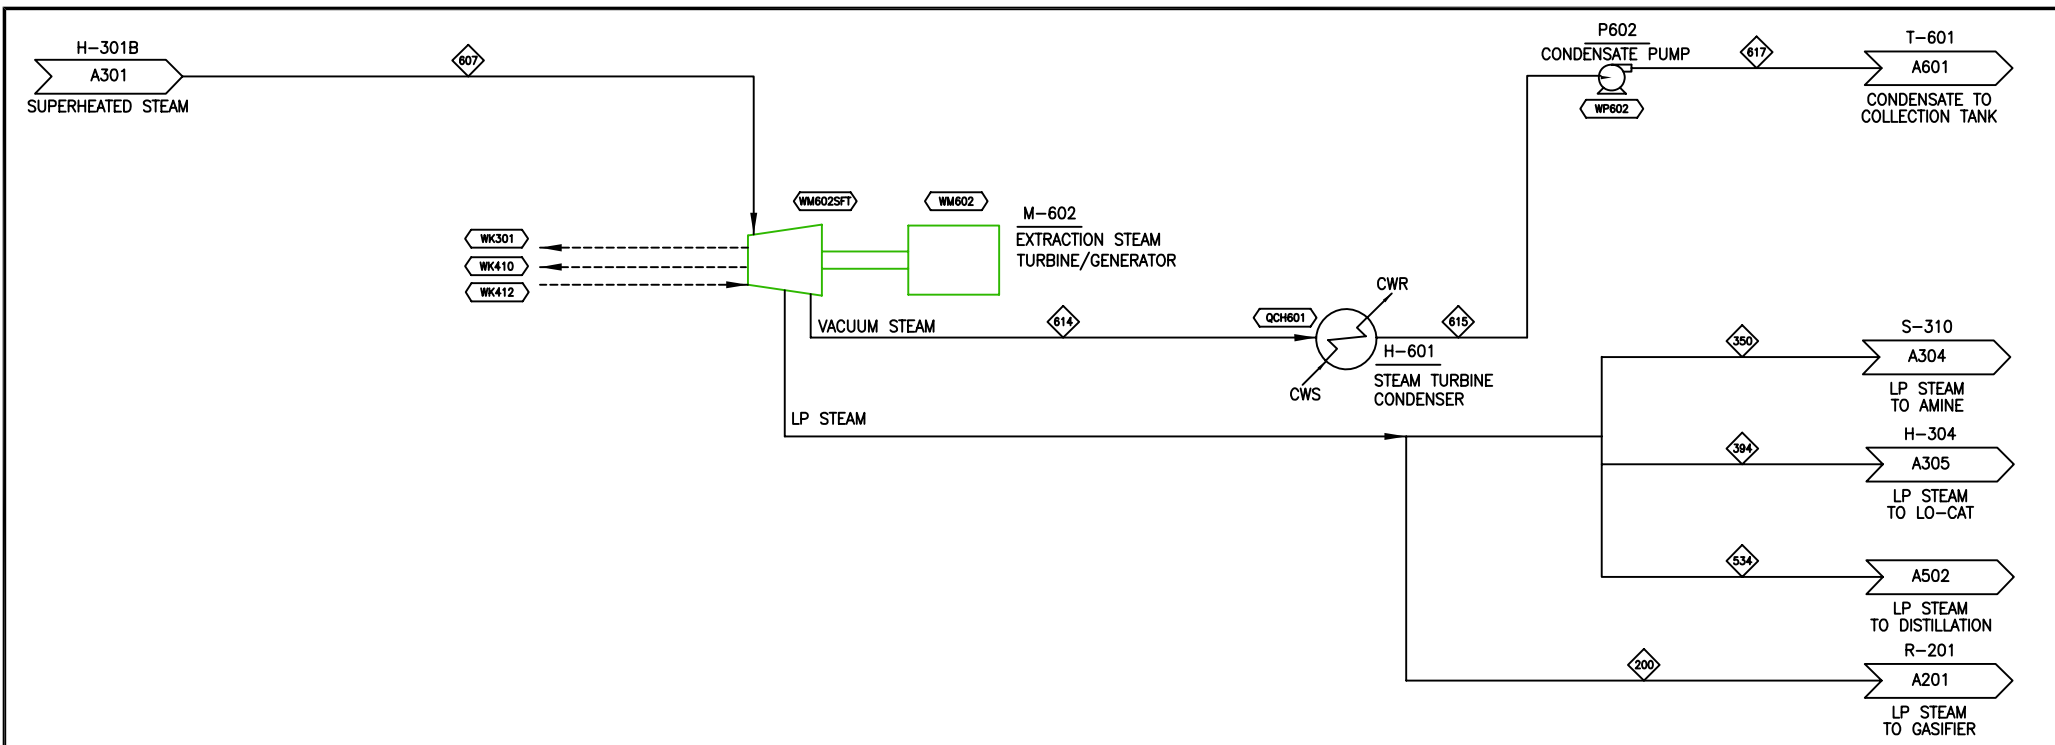 H-301B
A301
SUPERHEATED STEAM
607
P602
CONDENSATE PUMP
WP602
617
T-601
A601
CONDENSATE TO
COLLECTION TANK
WM602SFT
WM602
M-602
EXTRACTION STEAM
TURBINE/GENERATOR
WK301
WK410
WK412
VACUUM STEAM
614
QCH601
CWR
CWS
H-601
STEAM TURBINE
CONDENSER
615
LP STEAM
350
S-310
A304
LP STEAM
TO AMINE
394
H-304
A305
LP STEAM
TO LO-CAT
534
A502
LP STEAM
TO DISTILLATION
200
R-201
A201
LP STEAM
TO GASIFIER